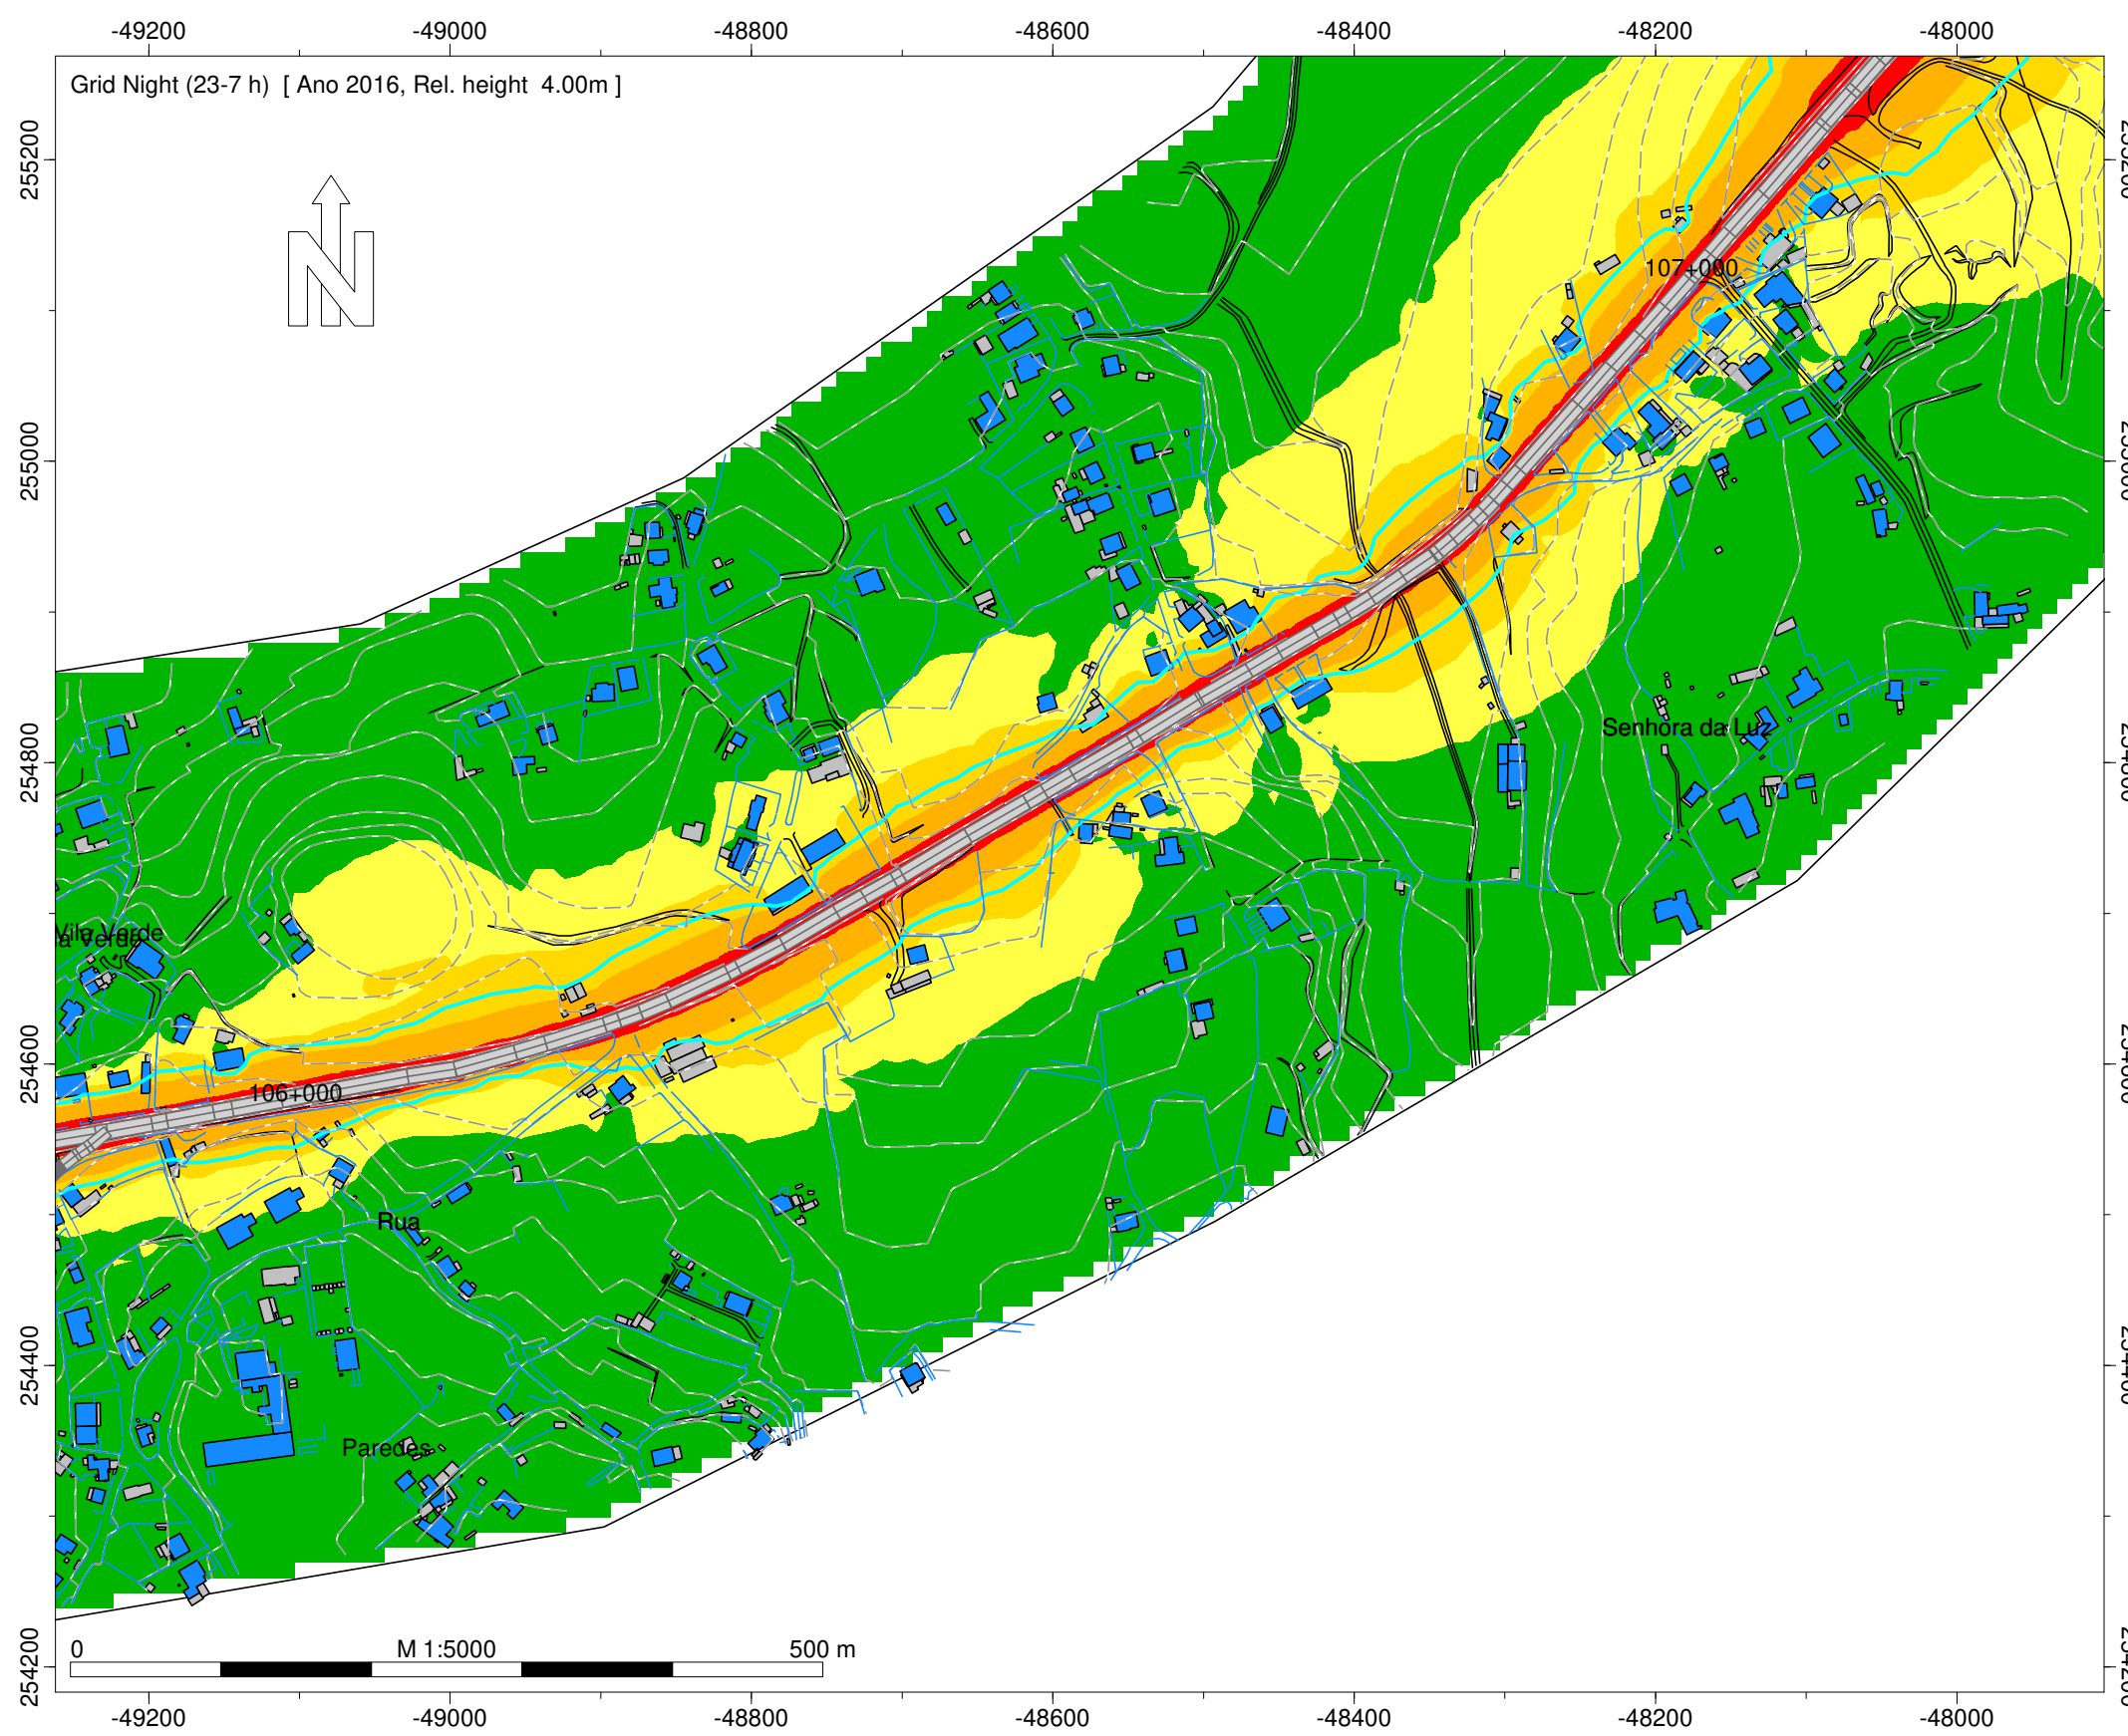 -49200 -49000 -48800 -48600 -48400 -48200 -48000
Grid Night (23-7 h) [ Ano 2016, Rel. height 4.00m ]
255200
N
107+000
255000
254800
Senhora da Luz
Vila Verde
254600
106+000
Rua
254400
Paredes
254200
0 M 1:5000 500 m
-49200 -49000 -48800 -48600 -48400 -48200 -48000